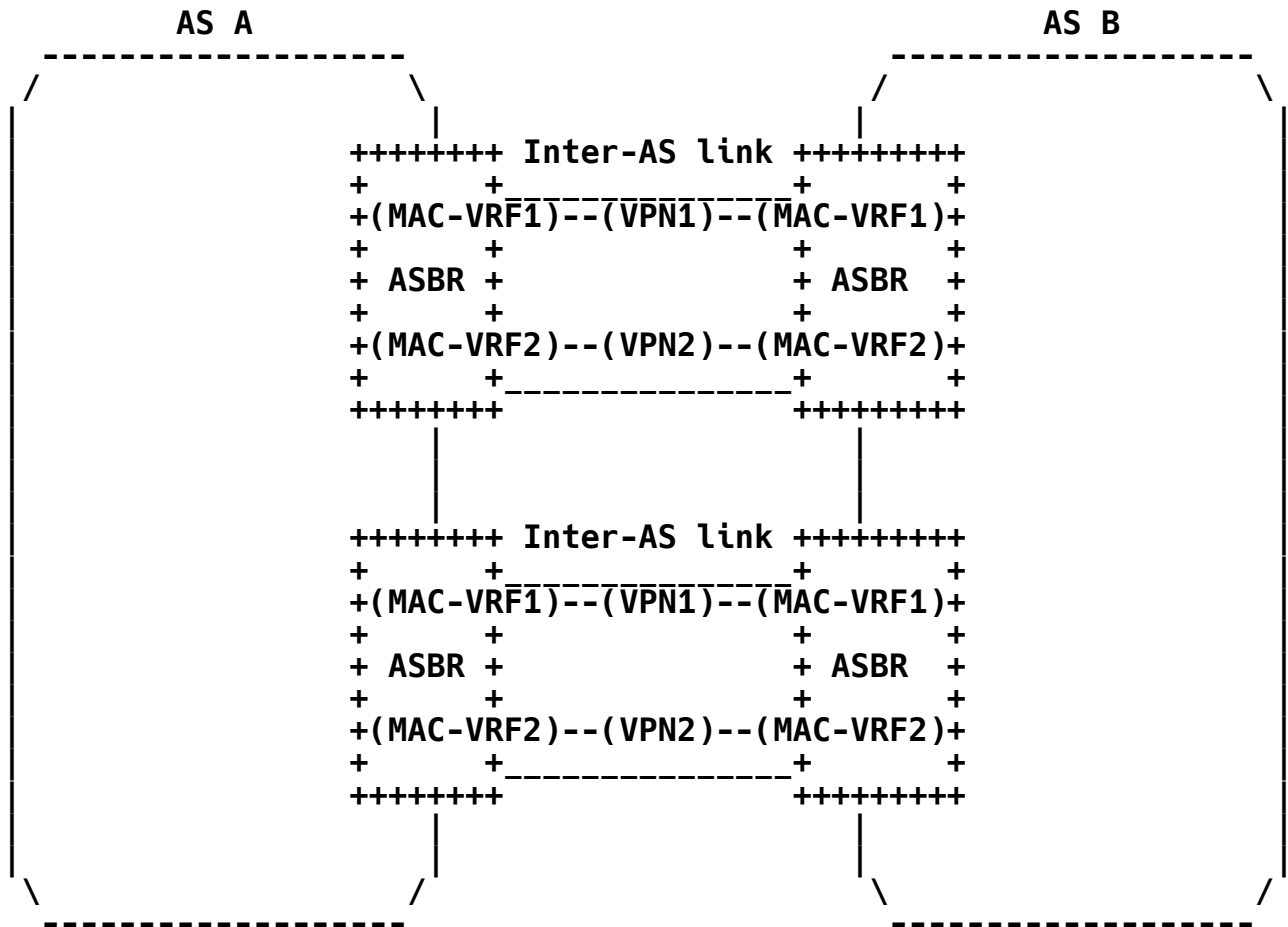 AS A AS B
Inter-AS link
(MAC-VRF1)--(VPN1)--(MAC-VRF1)
ASBR ASBR
(MAC-VRF2)--(VPN2)--(MAC-VRF2)
Inter-AS link
(MAC-VRF1)--(VPN1)--(MAC-VRF1)
ASBR ASBR
(MAC-VRF2)--(VPN2)--(MAC-VRF2)